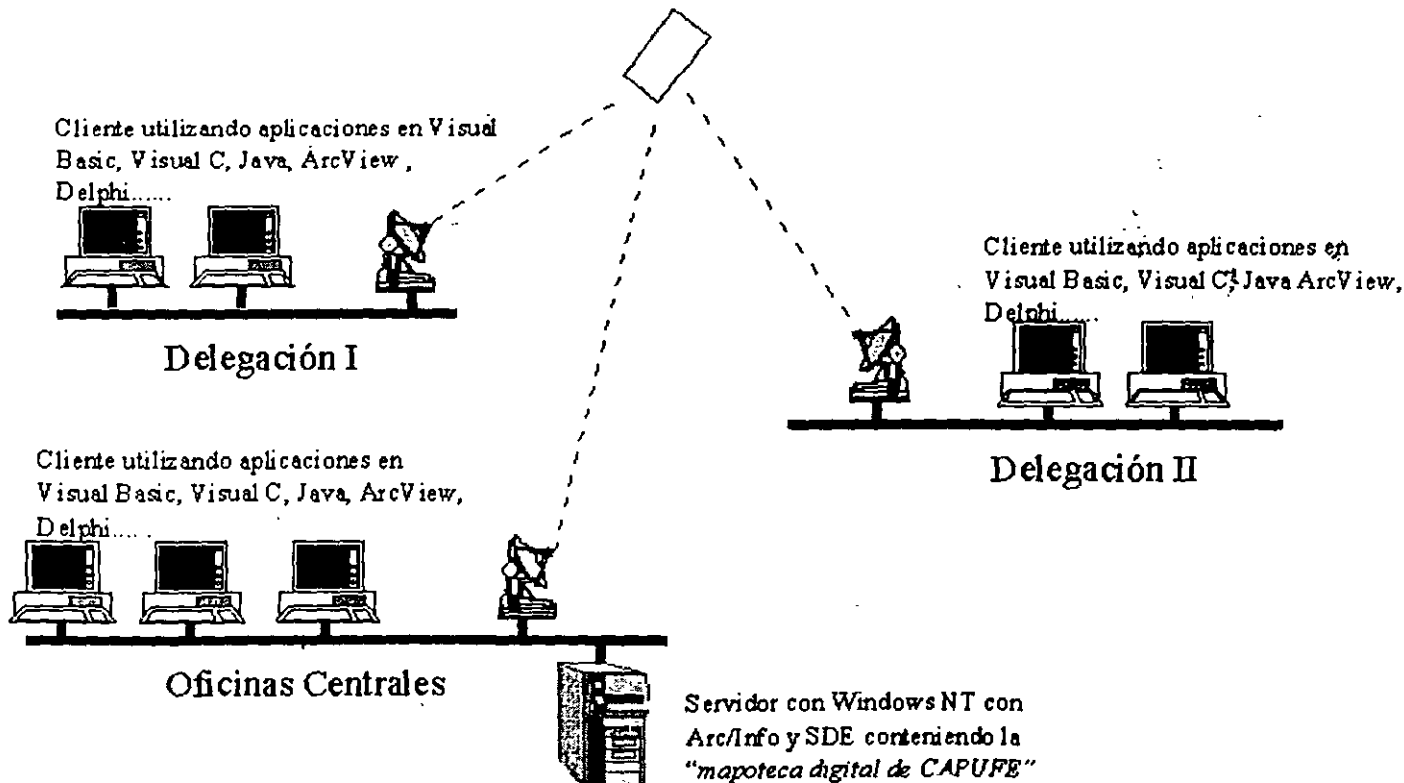 Cliente utilizando aplicaciones en Visual
Basic, Visual C, Java, ArcView ,
Delphi......
Delegación I
Cliente utilizando aplicaciones en
Visual Basic, Visual C, Java ArcView,
Delphi......
Delegación II
Cliente utilizando aplicaciones en
Visual Basic, Visual C, Java, ArcView,
Delphi......
Oficinas Centrales
Servidor con Windows NT con
Arc/Info y SDE conteniendo la
"mapoteca digital de CAPUFE"